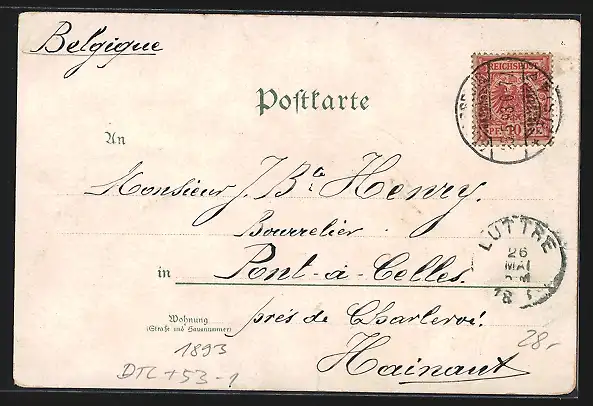 Belgique
REICHSPOST
10
Postkarte
An
Monsieur J. Bte Henry.
Bourrelier
LUTTRE
26
MAI
in Pont-à-Celles.
Wohnung
(Straße und Hausnummer)
près de Charleroi.
Hainaut
1893
28.-
DTC + 53 - 1